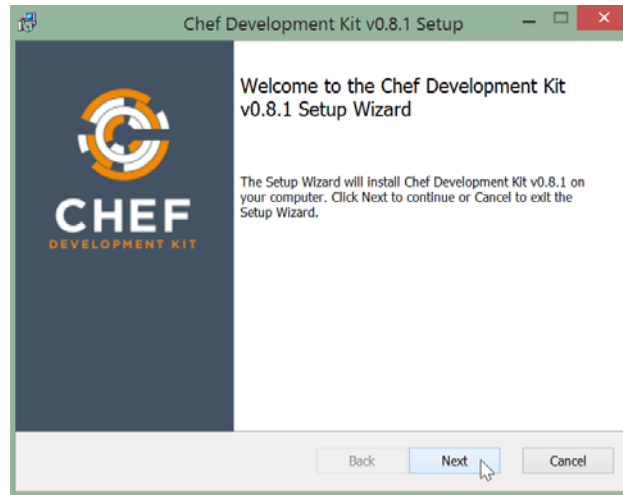 Chef Development Kit v0.8.1 Setup
Welcome to the Chef Development Kit
v0.8.1 Setup Wizard
The Setup Wizard will install Chef Development Kit v0.8.1 on
your computer. Click Next to continue or Cancel to exit the
Setup Wizard.
CHEF
DEVELOPMENT KIT
Back Next Cancel